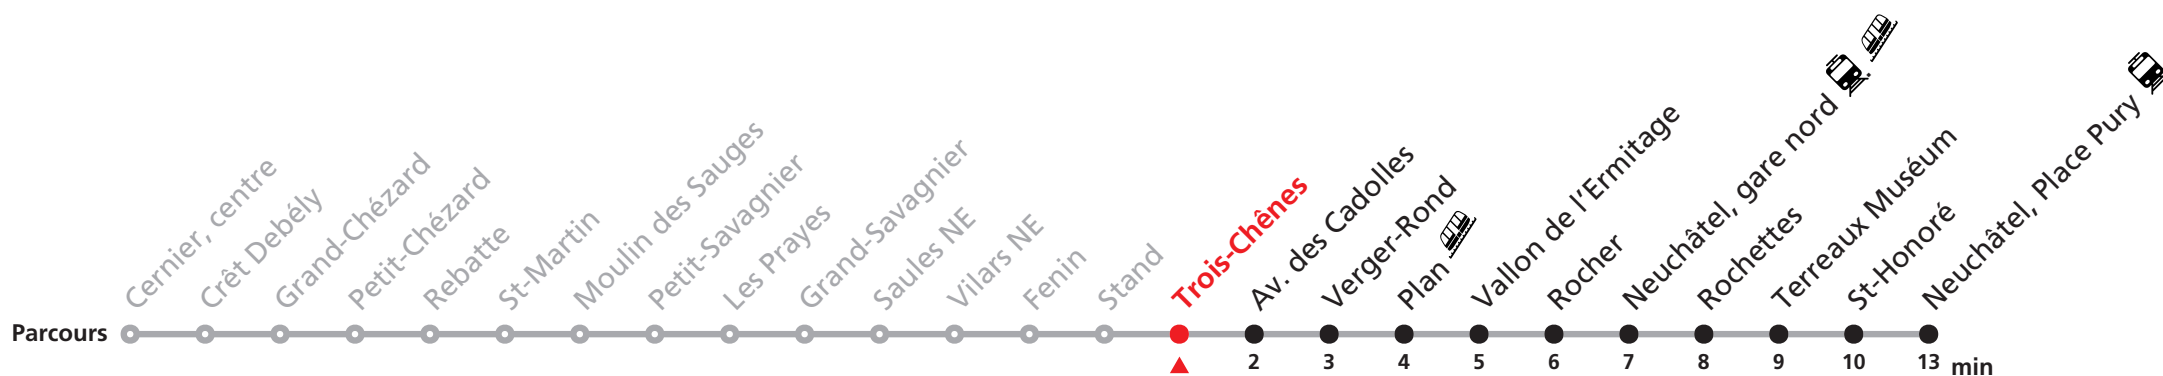 Parcours
Cernier, centre
Crêt Debély
Grand-Chézard
Petit-Chézard
Rebatte
St-Martin
Moulin des Sauges
Petit-Savagnier
Les Prayes
Grand-Savagnier
Saules NE
Vilars NE
Fenin
Stand
Trois-Chênes
Av. des Cadolles
Verger-Rond
Plan
Vallon de l'Ermitage
Rocher
Neuchâtel, gare nord
Rochettes
Terreaux Muséum
St-Honoré
Neuchâtel, Place Pury
2 3 4 5 6 7 8 9 10 13 min